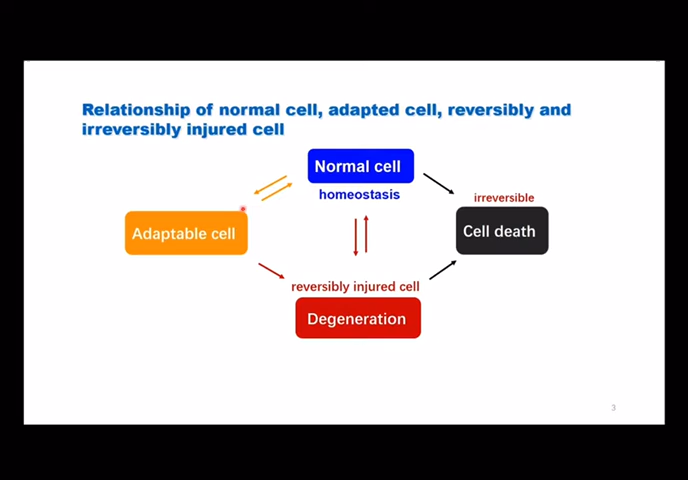 Relationship of normal cell, adapted cell, reversibly and
irreversibly injured cell
Normal cell
homeostasis
irreversible
Adaptable cell
Cell death
reversibly injured cell
Degeneration
3